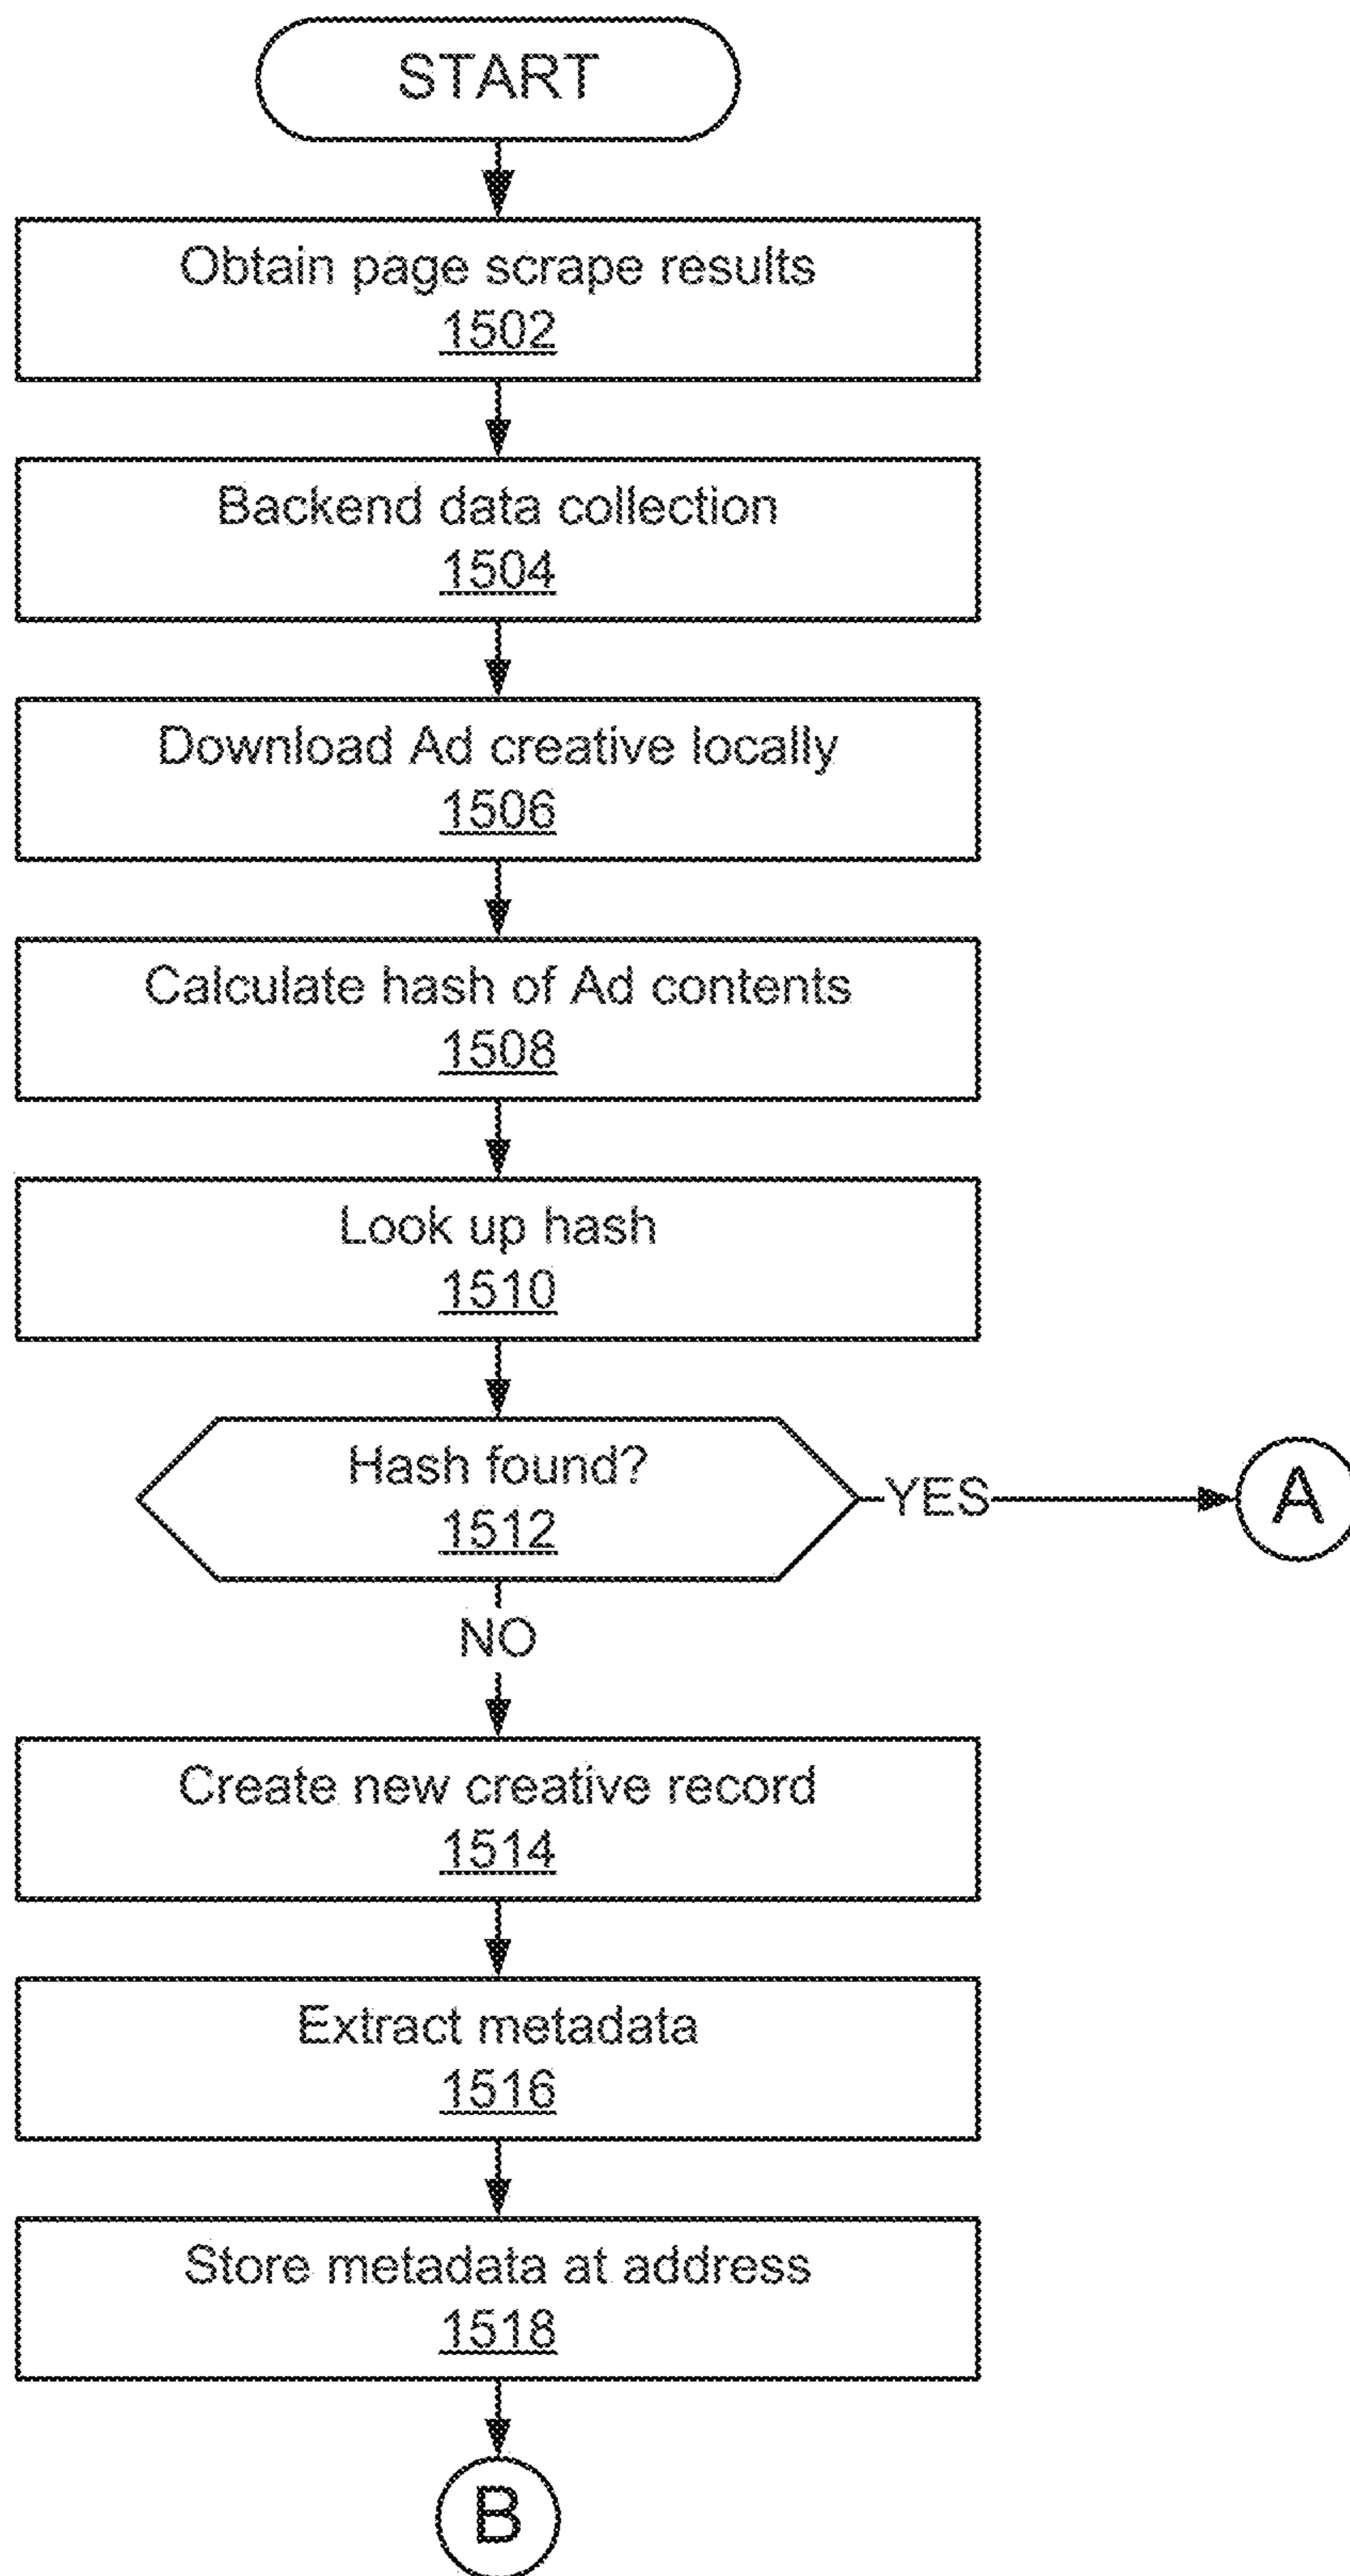 START
Obtain page scrape results
1502
Backend data collection
1504
Download Ad creative locally
1506
Calculate hash of Ad contents
1508
Look up hash
1510
Hash found?
1512
YES
A
NO
Create new creative record
1514
Extract metadata
1516
Store metadata at address
1518
B